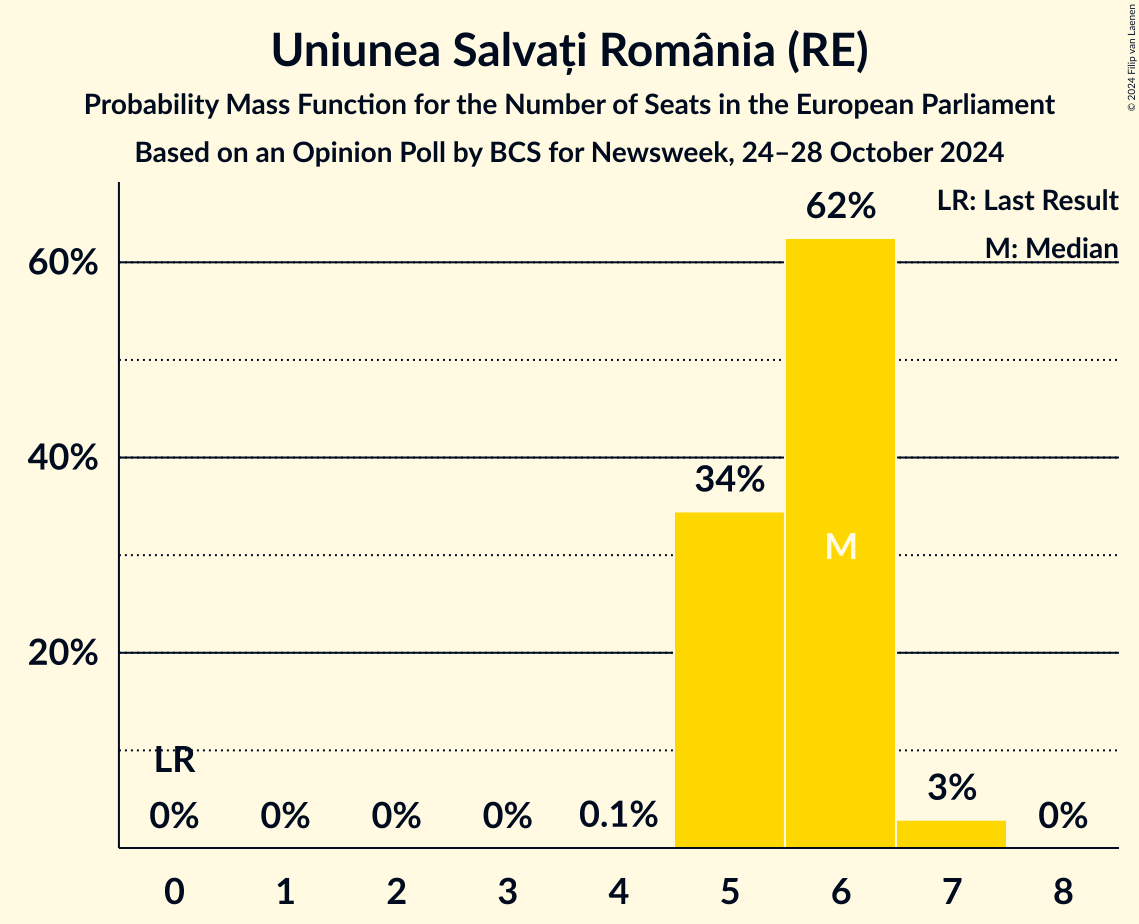 Uniunea Salvați România (RE)
Probability Mass Function for the Number of Seats in the European Parliament
Based on an Opinion Poll by BCS for Newsweek, 24–28 October 2024
© 2024 Filip van Laenen
LR: Last Result
M: Median
60%
40%
20%
LR
0%
0%
0%
0%
0.1%
34%
62%
M
3%
0%
0 1 2 3 4 5 6 7 8